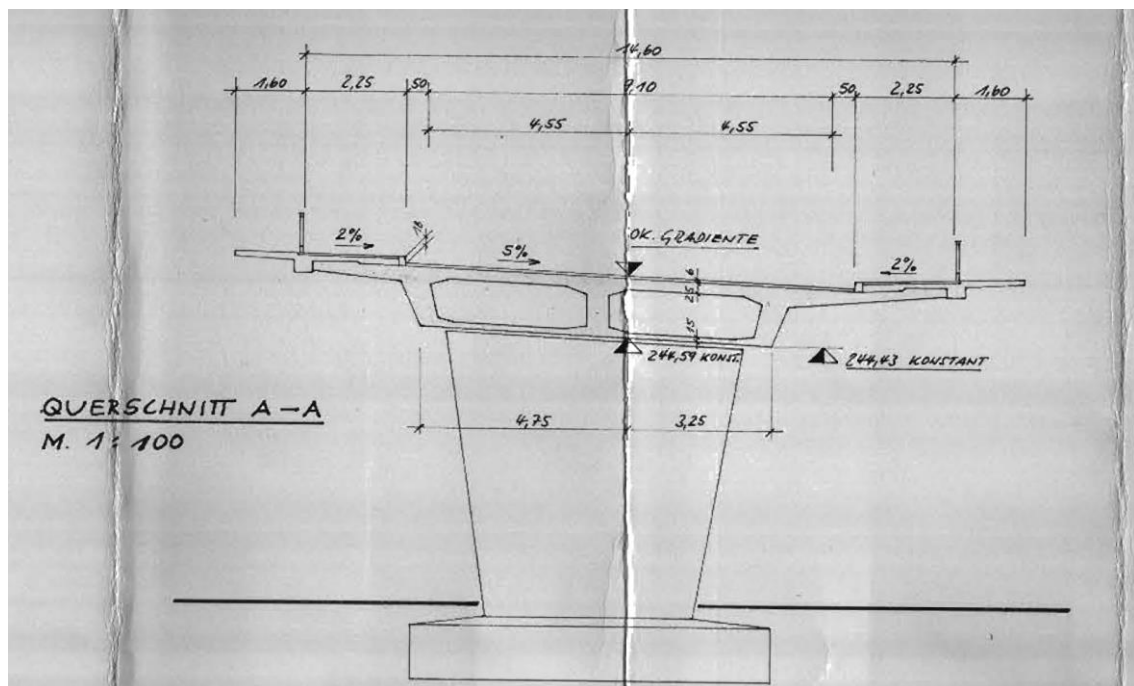 14,60
1,60 2,25 50 9,10 50 2,25 1,60
4,55 4,55
2% 10 OK. GRADIENTE
5% 2%
6
25
15
244,59 KONST. 244,43 KONSTANT
QUERSCHNITT A-A
4,75 3,25
M. 1:100